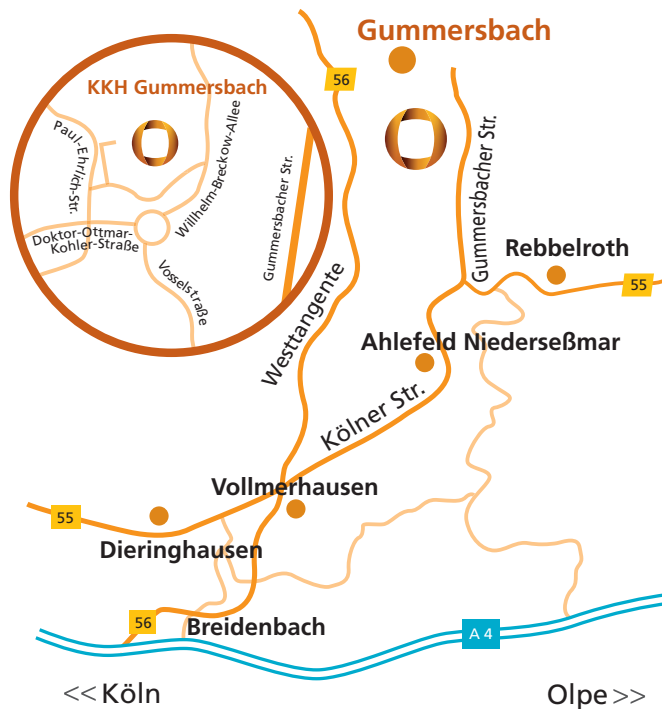 Gummersbach
56
KKH Gummersbach
Paul-Ehrlich-Str.
Willhelm-Breckow-Allee
Gummersbacher Str.
Doktor-Ottmar-
Kohler-Straße
Vosselstraße
Gummersbacher Str.
Rebbelroth
55
Westtangente
Ahlefeld Niederseßmar
Kölner Str.
Vollmerhausen
55
Dieringhausen
56
Breidenbach
A 4
<< Köln
Olpe >>